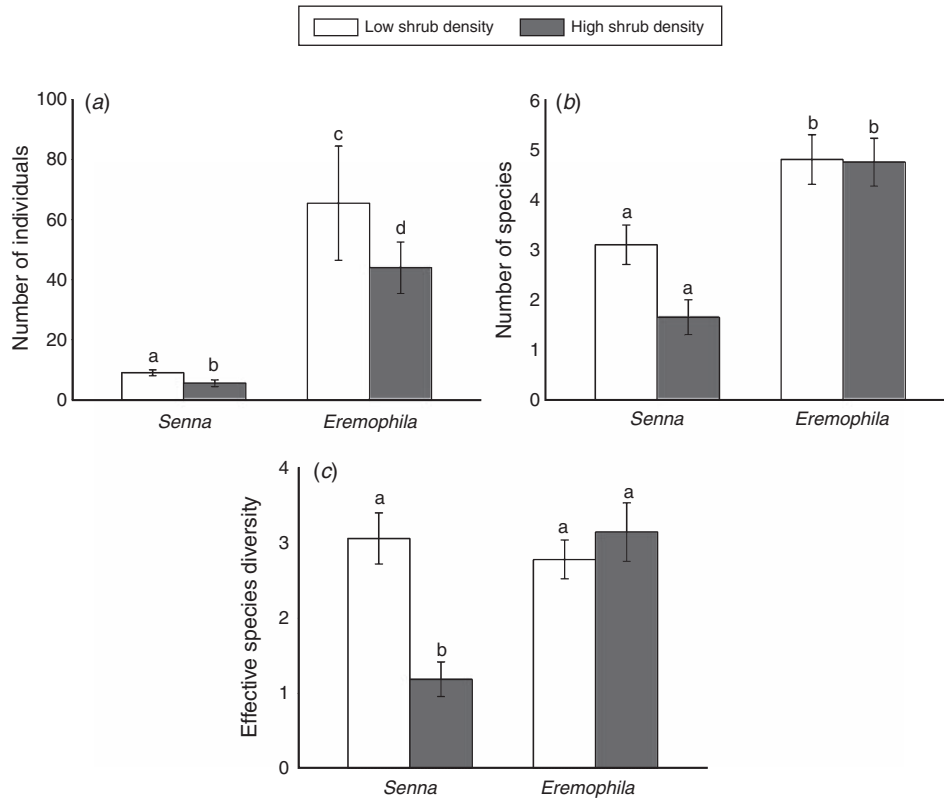 Low shrub density High shrub density
(a)
100
80
60
40
20
0
Number of individuals
a
b
c
d
Senna Eremophila
(b)
6
5
4
3
2
1
0
Number of species
a
a
b
b
Senna Eremophila
(c)
4
3
2
1
0
Effective species diversity
a
b
a
a
Senna Eremophila